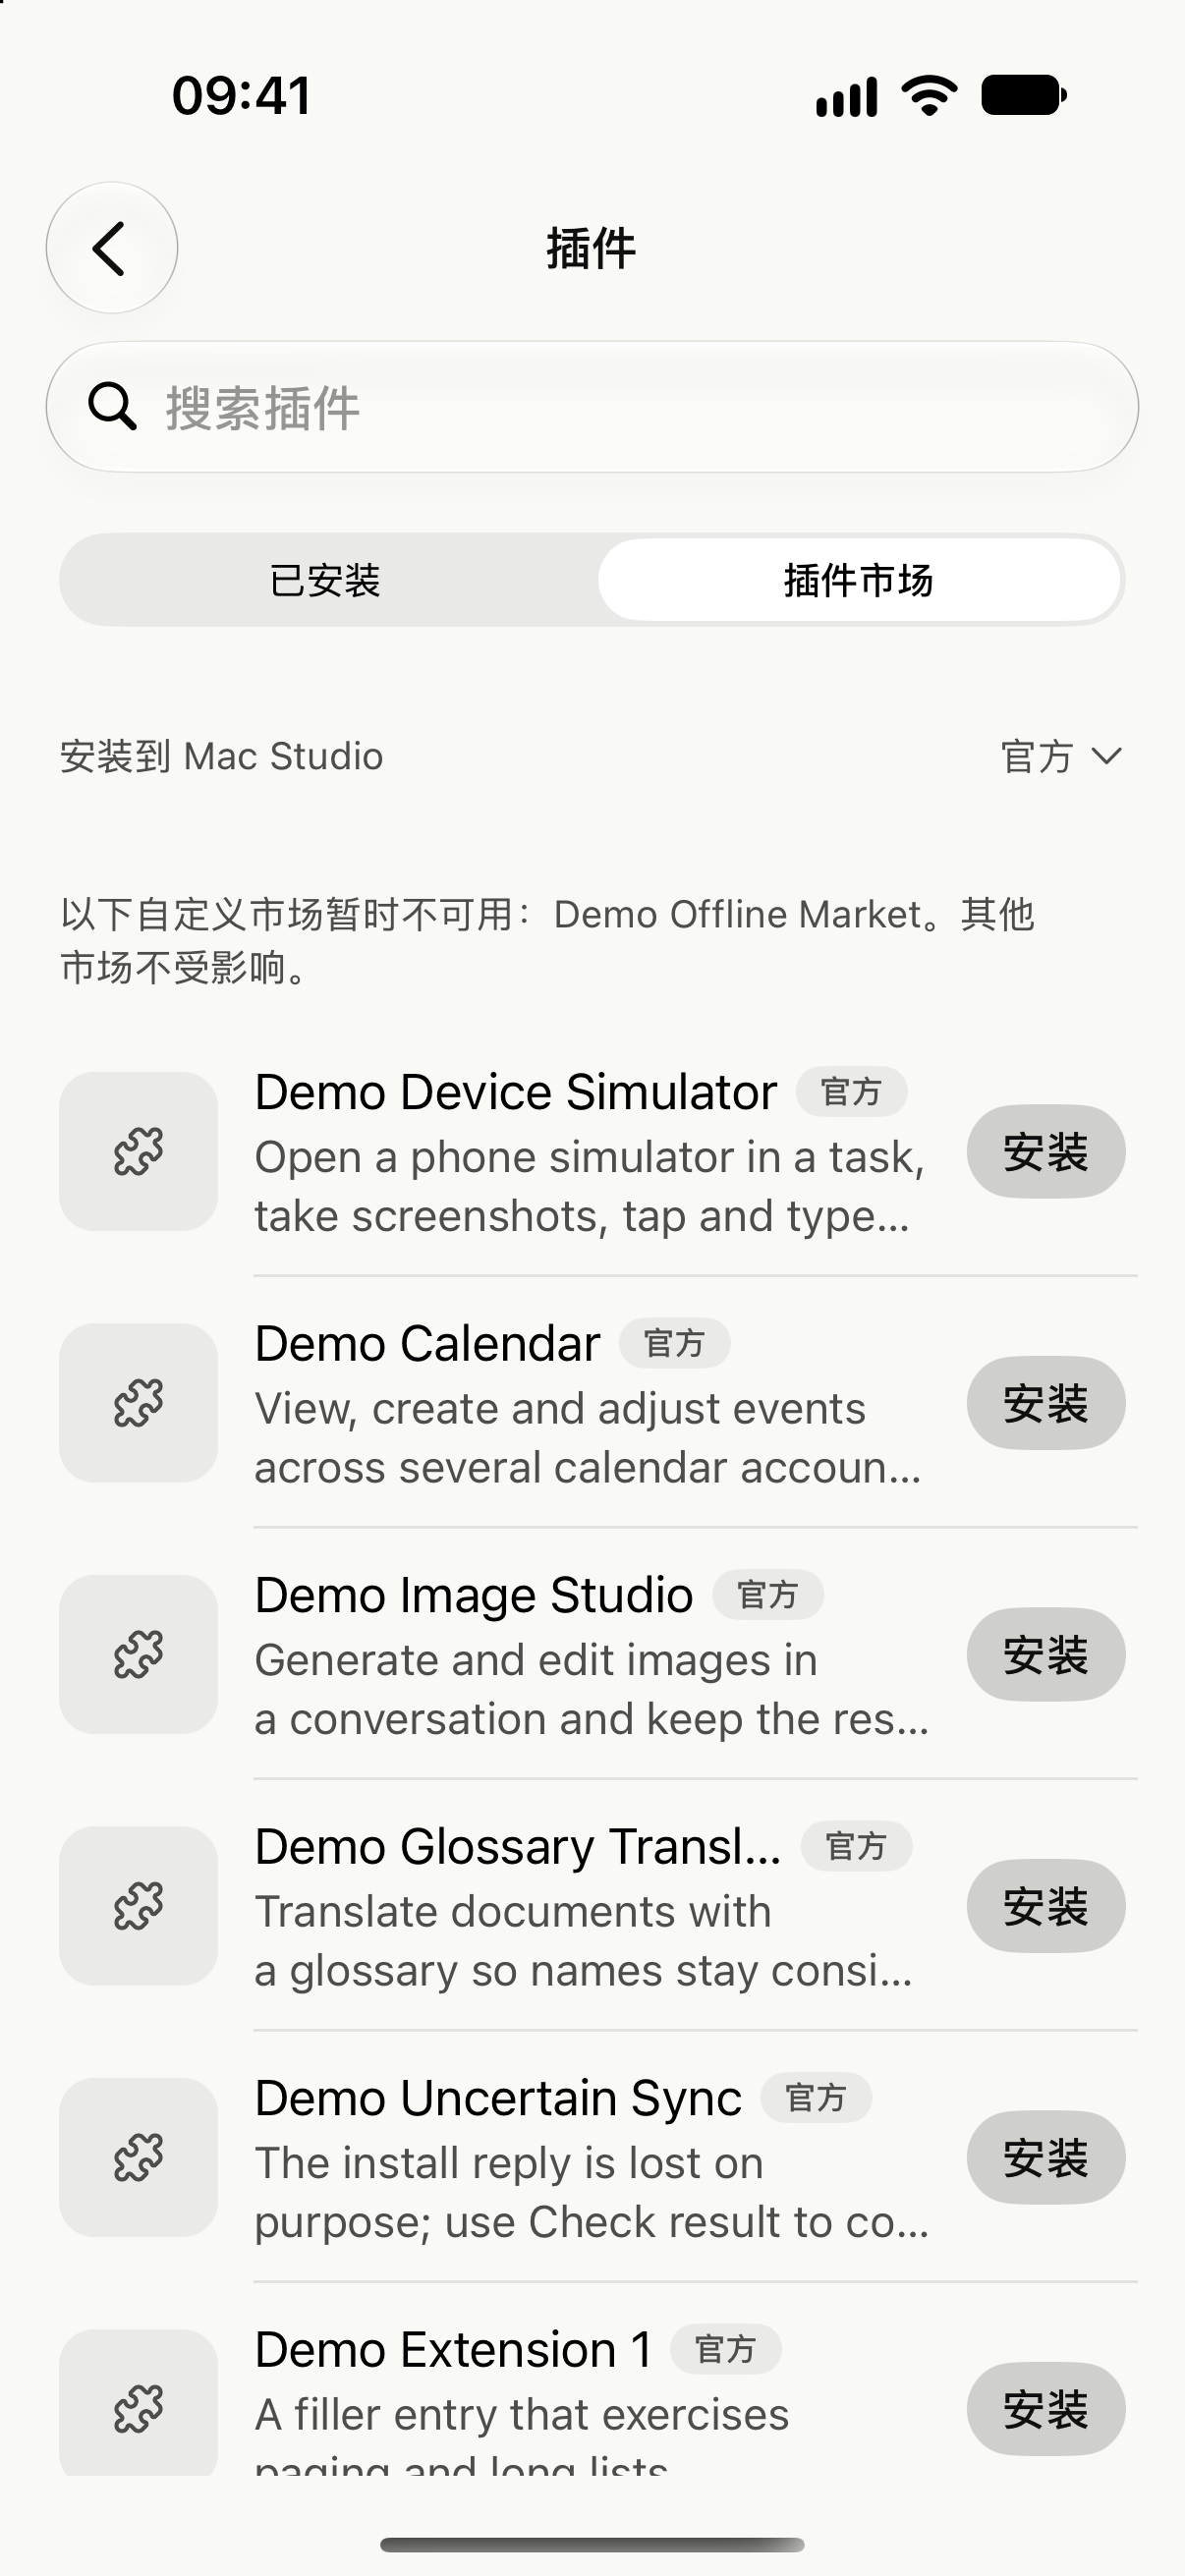 09:41
插件
搜索插件
已安装
插件市场
安装到 Mac Studio
官方
以下自定义市场暂时不可用：Demo Offline Market。其他
市场不受影响。
Demo Device Simulator 官方
Open a phone simulator in a task,
take screenshots, tap and type...
安装
Demo Calendar 官方
View, create and adjust events
across several calendar accoun...
安装
Demo Image Studio 官方
Generate and edit images in
a conversation and keep the res...
安装
Demo Glossary Transl... 官方
Translate documents with
a glossary so names stay consi...
安装
Demo Uncertain Sync 官方
The install reply is lost on
purpose; use Check result to co...
安装
Demo Extension 1 官方
A filler entry that exercises
paging and long lists
安装